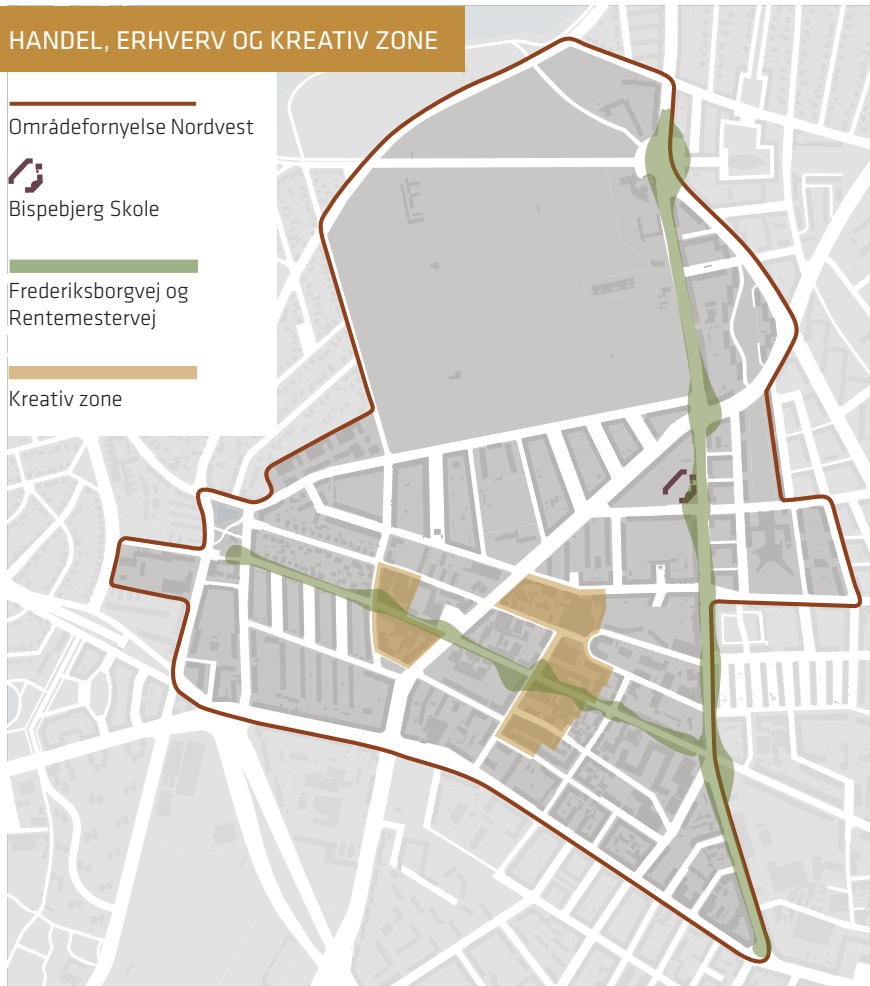 HANDEL, ERHVERV OG KREATIV ZONE
Områdefornyelse Nordvest
Bispebjerg Skole
Frederiksborgvej og
Rentemestervej
Kreativ zone